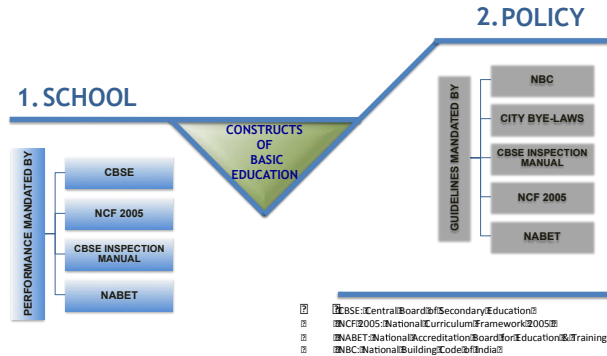 2. POLICY
1. SCHOOL
CONSTRUCTS
OF
BASIC
EDUCATION
PERFORMANCE MANDATED BY
CBSE
NCF 2005
CBSE INSPECTION
MANUAL
NABET
GUIDELINES MANDATED BY
NBC
CITY BYE-LAWS
CBSE INSPECTION
MANUAL
NCF 2005
NABET
CBSE: Central Board of Secondary Education
NCF 2005: National Curriculum Framework 2005
NABET: National Accreditation Board for Education & Training
NBC: National Building Code of India